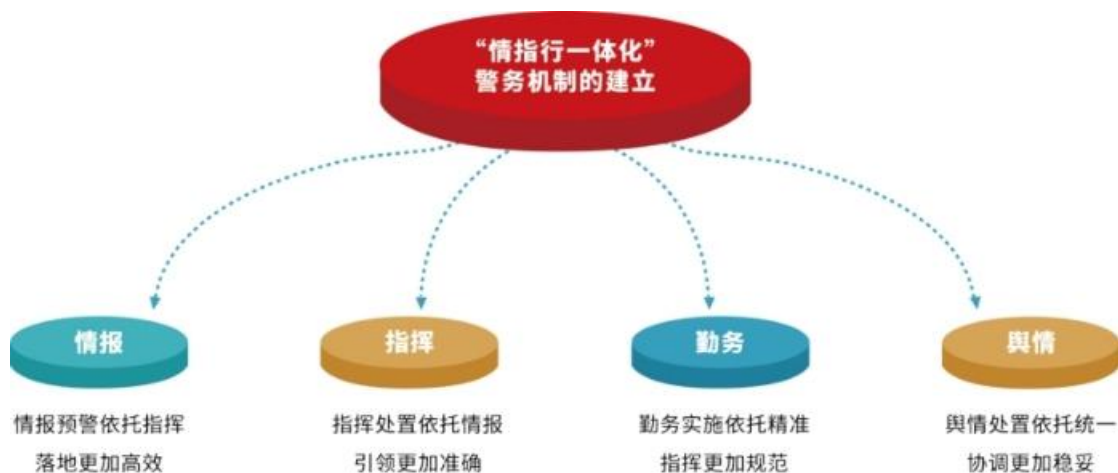 “情指行一体化”
警务机制的建立
情报
指挥
勤务
舆情
情报预警依托指挥
落地更加高效
指挥处置依托情报
引领更加准确
勤务实施依托精准
指挥更加规范
舆情处置依托统一
协调更加稳妥